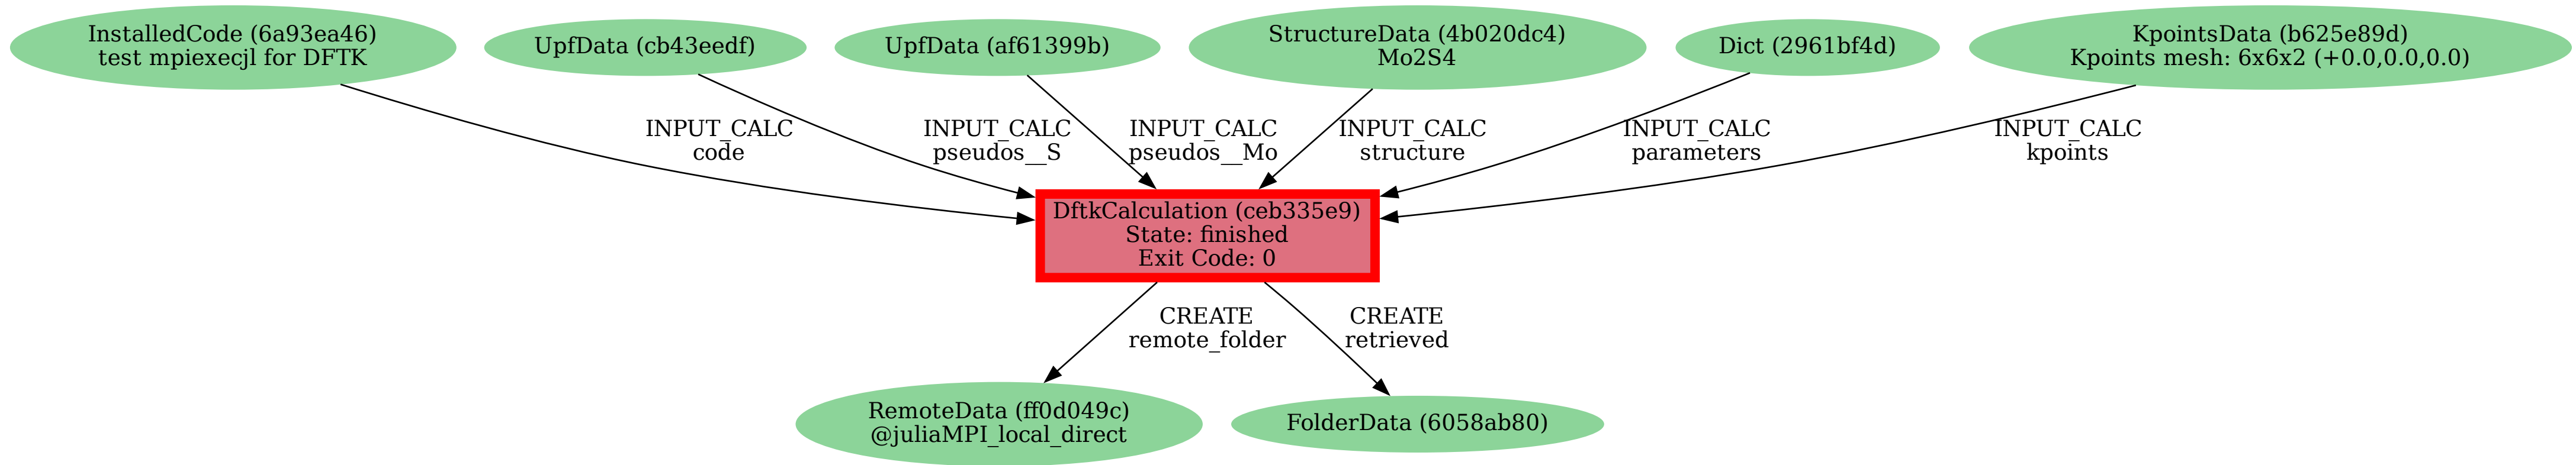 InstalledCode (6a93ea46)
test mpiexecjl for DFTK
UpfData (cb43eedf)
UpfData (af61399b)
StructureData (4b020dc4)
Mo2S4
Dict (2961bf4d)
KpointsData (b625e89d)
Kpoints mesh: 6x6x2 (+0.0,0.0,0.0)
INPUT_CALC
code
INPUT_CALC
pseudos__S
INPUT_CALC
pseudos__Mo
INPUT_CALC
structure
INPUT_CALC
parameters
INPUT_CALC
kpoints
DftkCalculation (ceb335e9)
State: finished
Exit Code: 0
CREATE
remote_folder
CREATE
retrieved
RemoteData (ff0d049c)
@juliaMPI_local_direct
FolderData (6058ab80)